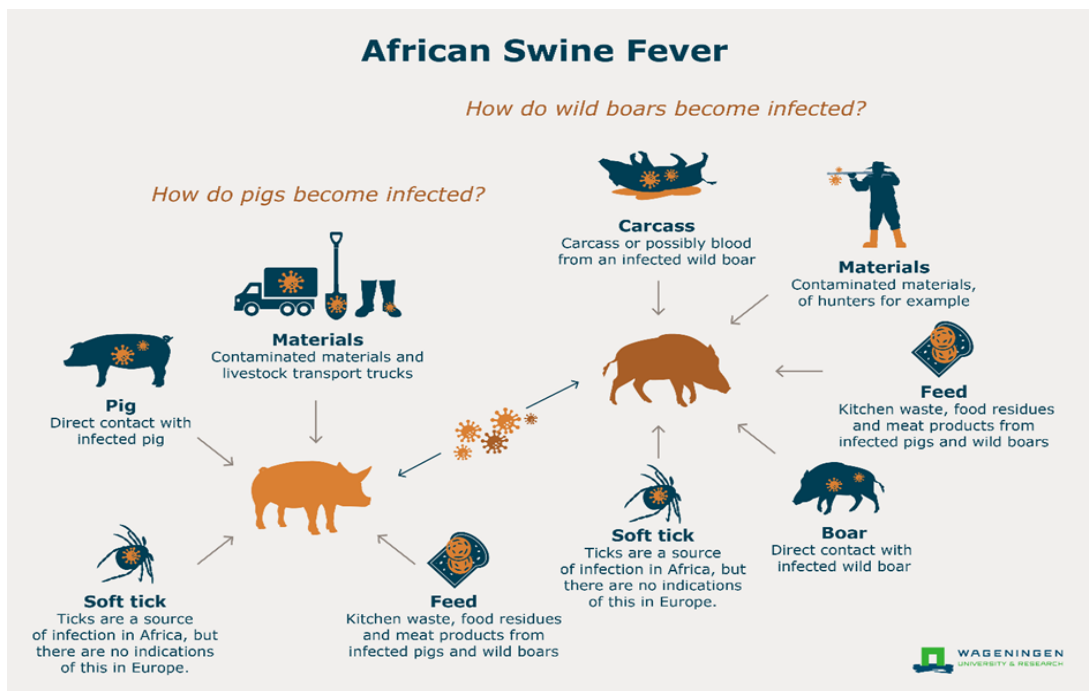 African Swine Fever
How do wild boars become infected?
How do pigs become infected?
Carcass
Carcass or possibly blood
from an infected wild boar
Materials
Contaminated materials,
of hunters for example
Materials
Contaminated materials and
livestock transport trucks
Pig
Direct contact with
infected pig
Feed
Kitchen waste, food residues
and meat products from
infected pigs and wild boars
Soft tick
Ticks are a source
of infection in Africa, but
there are no indications
of this in Europe.
Boar
Direct contact with
infected wild boar
Soft tick
Ticks are a source
of infection in Africa, but
there are no indications
of this in Europe.
Feed
Kitchen waste, food residues
and meat products from
infected pigs and wild boars
WAGENINGEN
UNIVERSITY & RESEARCH